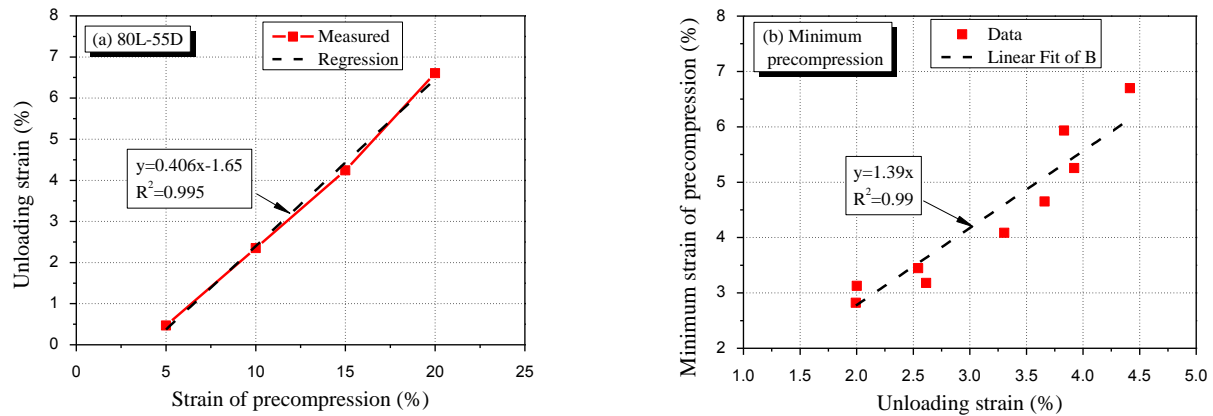 (a) 80L-55D
Measured
Regression
y=0.406x-1.65
R²=0.995
8
7
6
5
4
3
2
1
0
0 5 10 15 20 25
Unloading strain (%)
Strain of precompression (%)
(b) Minimum
precompression
Data
Linear Fit of B
y=1.39x
R²=0.99
8
7
6
5
4
3
2
1.0 1.5 2.0 2.5 3.0 3.5 4.0 4.5 5.0
Minimum strain of precompression (%)
Unloading strain (%)